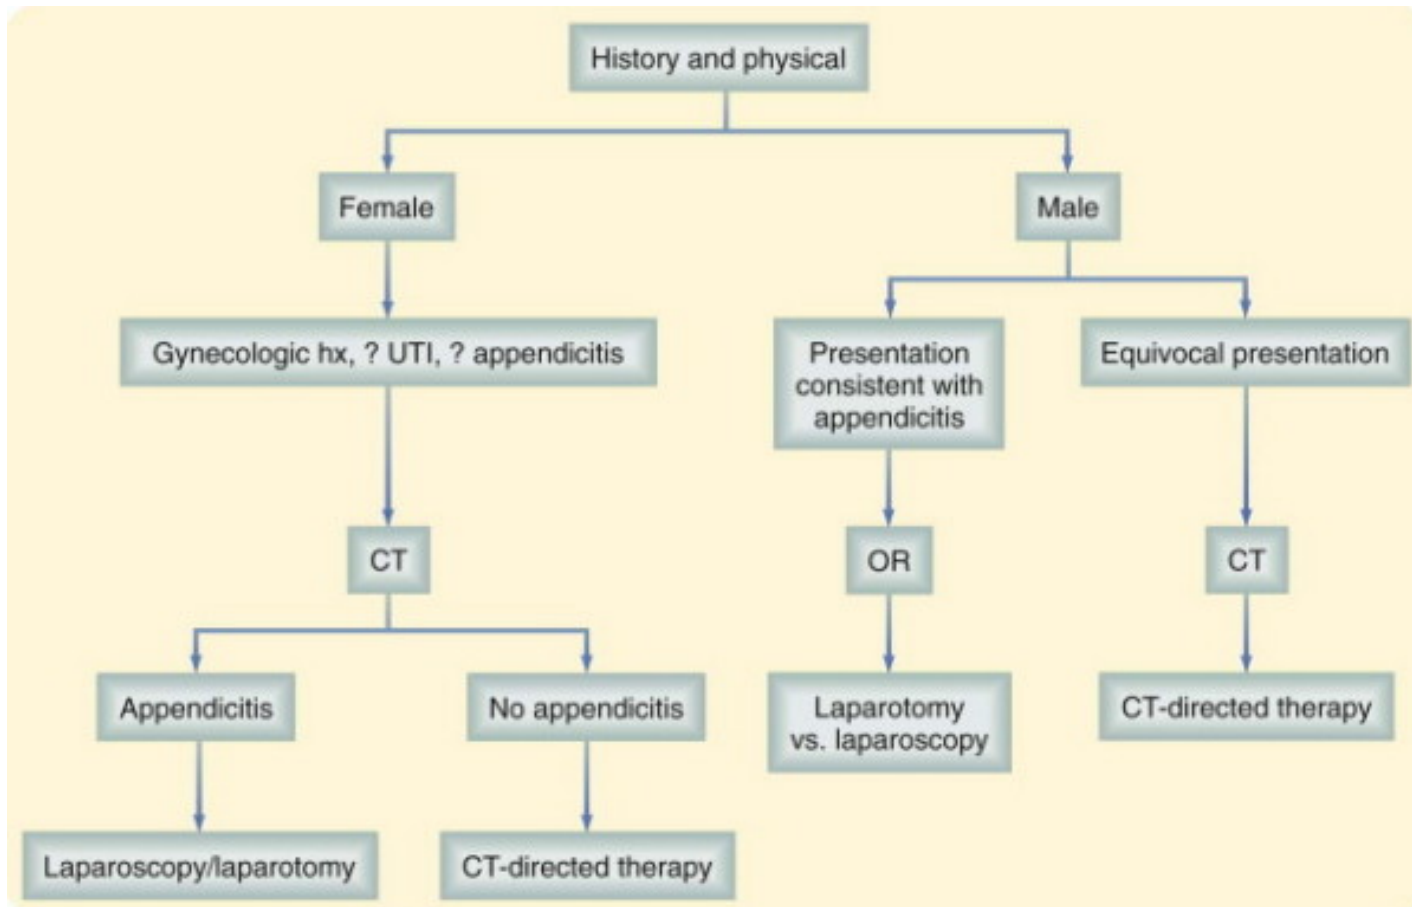 History and physical
Female
Male
Gynecologic hx, ? UTI, ? appendicitis
Presentation
consistent with
appendicitis
Equivocal presentation
CT
OR
CT
Appendicitis
No appendicitis
Laparotomy
vs. laparoscopy
CT-directed therapy
Laparoscopy/laparotomy
CT-directed therapy